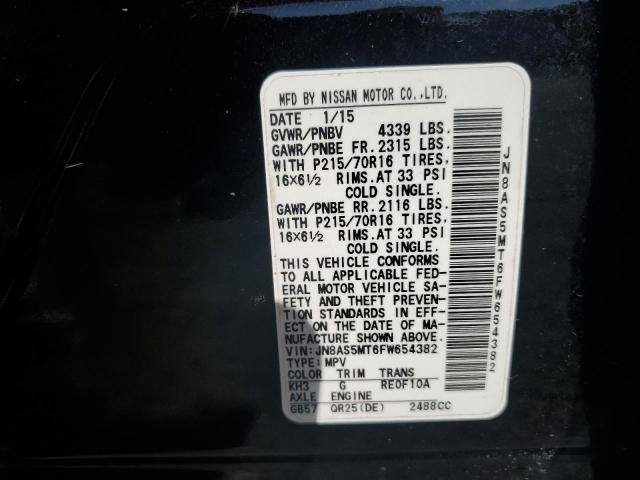 MFD BY NISSAN MOTOR CO.,LTD.
DATE 1/15
GVWR/PNBV 4339 LBS.
GAWR/PNBE FR. 2315 LBS.
WITH P215/70R16 TIRES,
16X6½ RIMS.AT 33 PSI
COLD SINGLE.
GAWR/PNBE RR. 2116 LBS.
WITH P215/70R16 TIRES,
16X6½ RIMS.AT 33 PSI
COLD SINGLE.
THIS VEHICLE CONFORMS
TO ALL APPLICABLE FED-
ERAL MOTOR VEHICLE SA-
FETY AND THEFT PREVEN-
TION STANDARDS IN EFF-
ECT ON THE DATE OF MA-
NUFACTURE SHOWN ABOVE.
VIN:JN8AS5MT6FW654382
TYPE:MPV
COLOR TRIM TRANS
KH3 G RE0F10A
AXLE ENGINE
GB57 QR25(DE) 2488CC
JN8AS5MT6FW654382